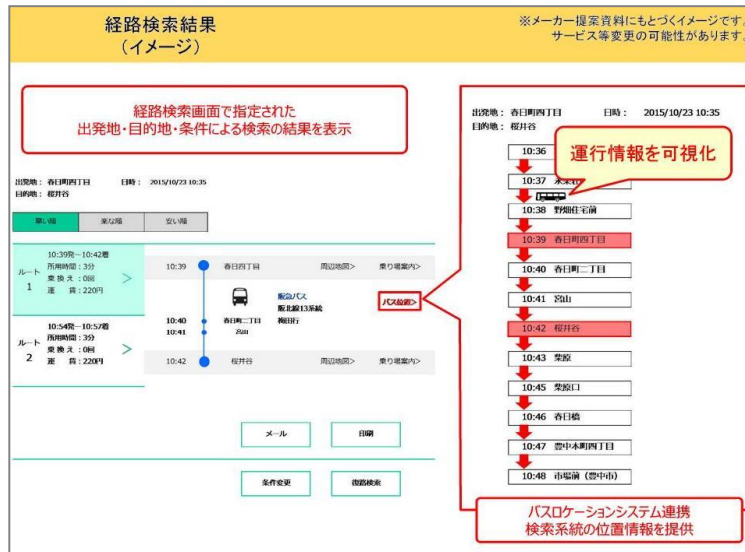 経路検索結果
（イメージ）
※メーカー提案資料にもとづくイメージです。
サービス等変更の可能性があります。
経路検索画面で指定された
出発地・目的地・条件による検索の結果を表示
出発地： 春日町四丁目 日時： 2015/10/23 10:35
目的地： 桜井谷
早い順 楽な順 安い順
ルート
1
10:39発～10:42着
所用時間：3分
乗換え：0回
運 賃：220円
＞
ルート
2
10:54発～10:57着
所用時間：3分
乗換え：0回
運 賃：220円
＞
10:39 春日四丁目 周辺地図> 乗り場案内>
阪急バス
阪北線13系統
梅田行
バス位置>
10:40 春日町二丁目
10:41 宮山
10:42 桜井谷 周辺地図> 乗り場案内>
メール 印刷
条件変更 復路検索
出発地： 春日町四丁目 日時： 2015/10/23 10:35
目的地： 桜井谷
運行情報を可視化
10:36
10:37
10:38 野畑住宅前
10:39 春日町四丁目
10:40 春日町二丁目
10:41 宮山
10:42 桜井谷
10:43 柴原
10:45 柴原口
10:46 春日橋
10:47 豊中本町四丁目
10:48 市場前（豊中市）
バスロケーションシステム連携
検索系統の位置情報を提供